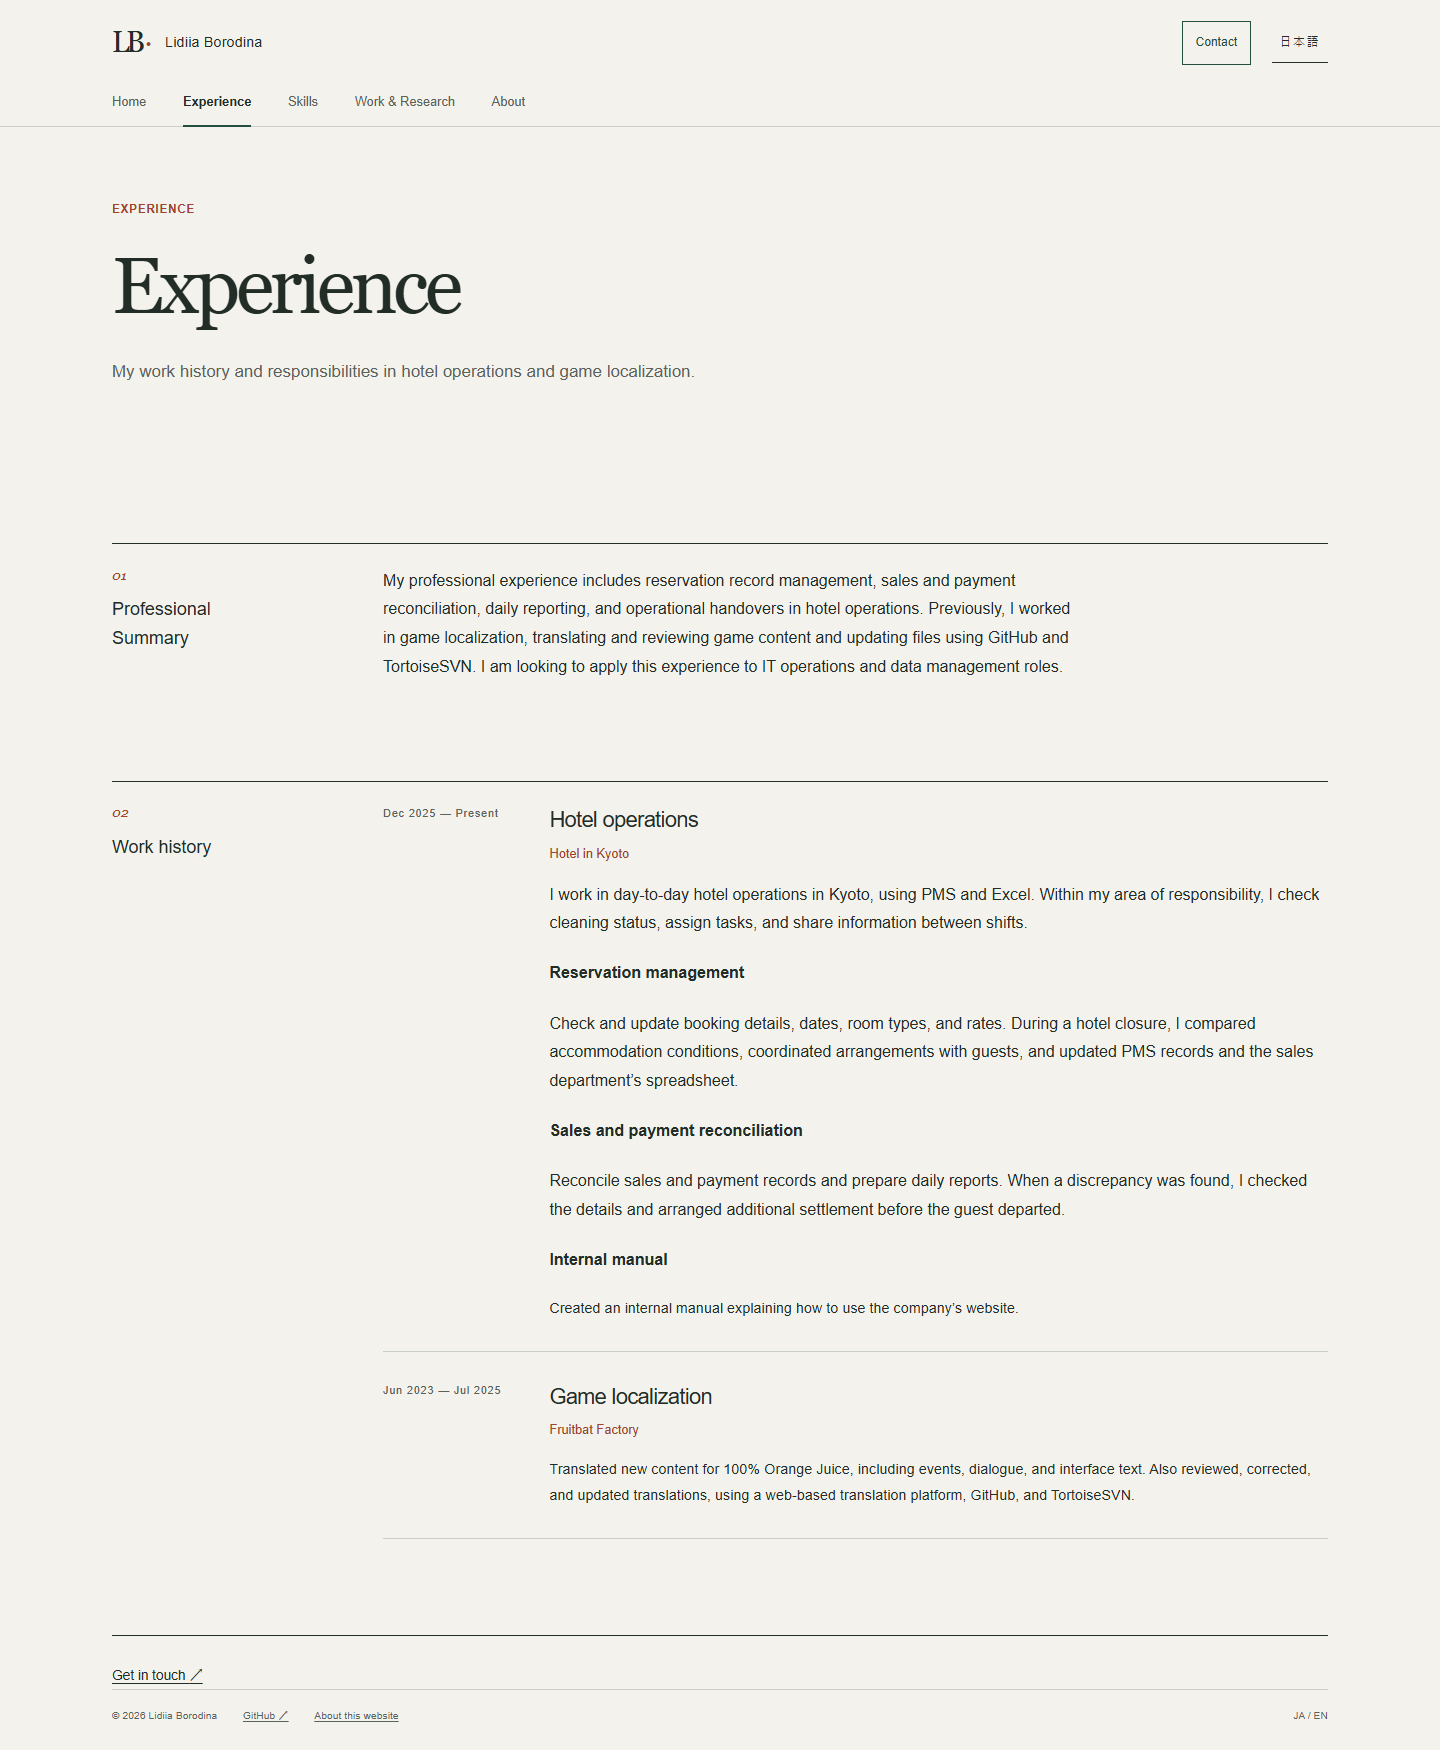 LB· Lidiia Borodina
Contact
日本語
Home Experience Skills Work & Research About
EXPERIENCE
Experience
My work history and responsibilities in hotel operations and game localization.
01
Professional
Summary
My professional experience includes reservation record management, sales and payment
reconciliation, daily reporting, and operational handovers in hotel operations. Previously, I worked
in game localization, translating and reviewing game content and updating files using GitHub and
TortoiseSVN. I am looking to apply this experience to IT operations and data management roles.
02
Work history
Dec 2025 — Present
Hotel operations
Hotel in Kyoto
I work in day-to-day hotel operations in Kyoto, using PMS and Excel. Within my area of responsibility, I check
cleaning status, assign tasks, and share information between shifts.
Reservation management
Check and update booking details, dates, room types, and rates. During a hotel closure, I compared
accommodation conditions, coordinated arrangements with guests, and updated PMS records and the sales
department’s spreadsheet.
Sales and payment reconciliation
Reconcile sales and payment records and prepare daily reports. When a discrepancy was found, I checked
the details and arranged additional settlement before the guest departed.
Internal manual
Created an internal manual explaining how to use the company’s website.
Jun 2023 — Jul 2025
Game localization
Fruitbat Factory
Translated new content for 100% Orange Juice, including events, dialogue, and interface text. Also reviewed, corrected,
and updated translations, using a web-based translation platform, GitHub, and TortoiseSVN.
Get in touch ↗
© 2026 Lidiia Borodina GitHub ↗ About this website JA / EN